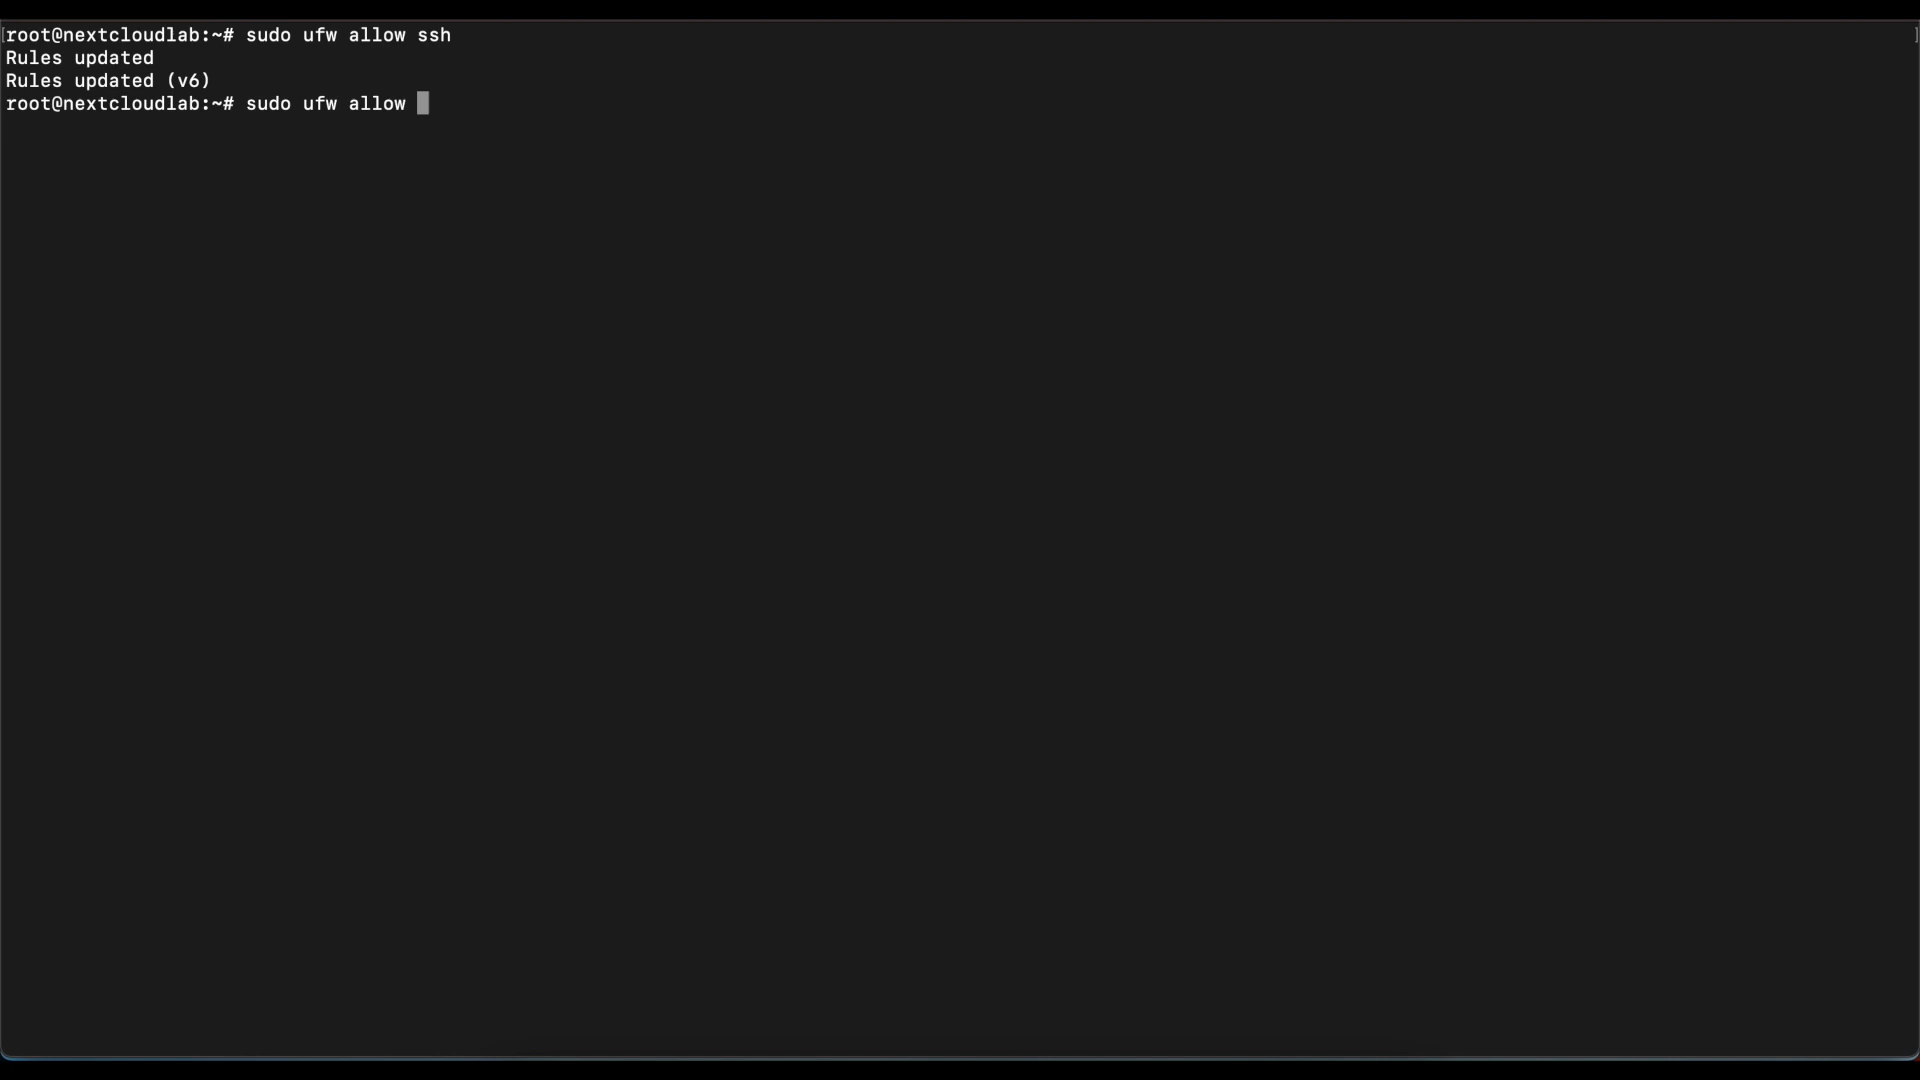 [root@nextcloudlab:~# sudo ufw allow ssh ]
Rules updated
Rules updated (v6)
root@nextcloudlab:~# sudo ufw allow